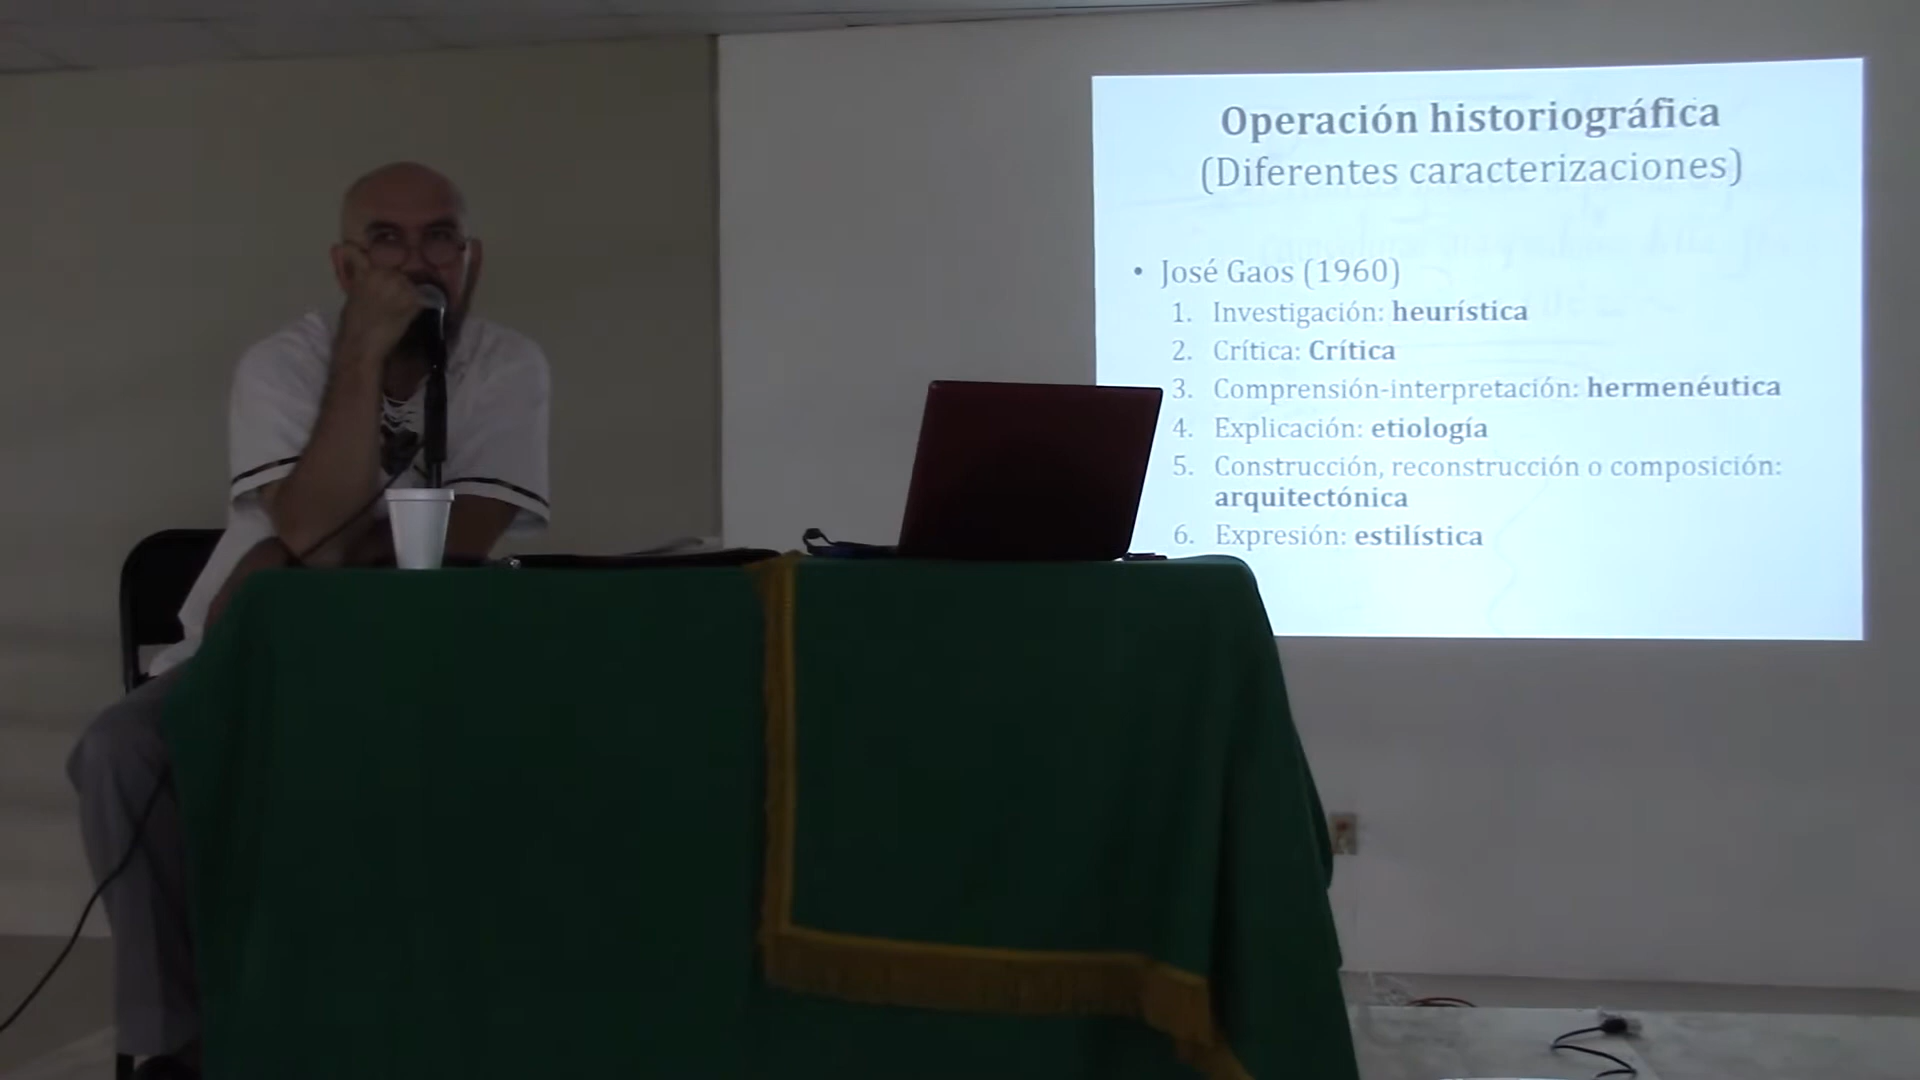 Operación historiográfica
(Diferentes caracterizaciones)
• José Gaos (1960)
1. Investigación: heurística
2. Crítica: Crítica
3. Comprensión-interpretación: hermenéutica
4. Explicación: etiología
5. Construcción, reconstrucción o composición:
arquitectónica
6. Expresión: estilística